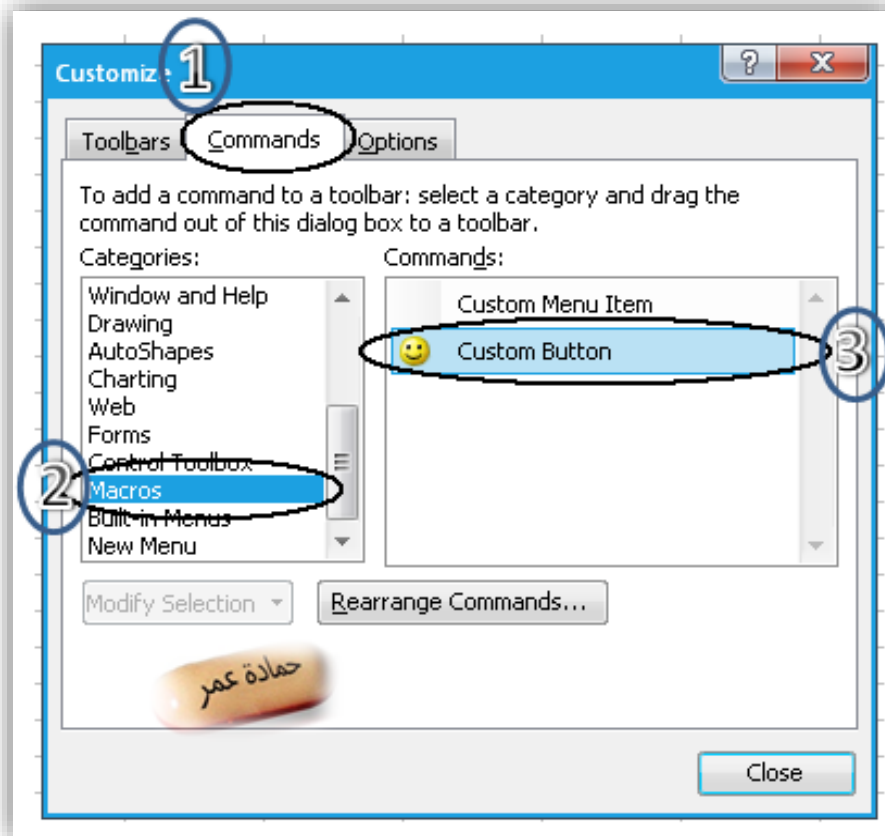 Customize
1
Toolbars Commands Options
To add a command to a toolbar: select a category and drag the
command out of this dialog box to a toolbar.
Categories:
Window and Help
Drawing
AutoShapes
Charting
Web
Forms
Control Toolbox
2
Macros
Built-in Menus
New Menu
Commands:
Custom Menu Item
Custom Button
3
Modify Selection
Rearrange Commands...
حمادة عمر
Close